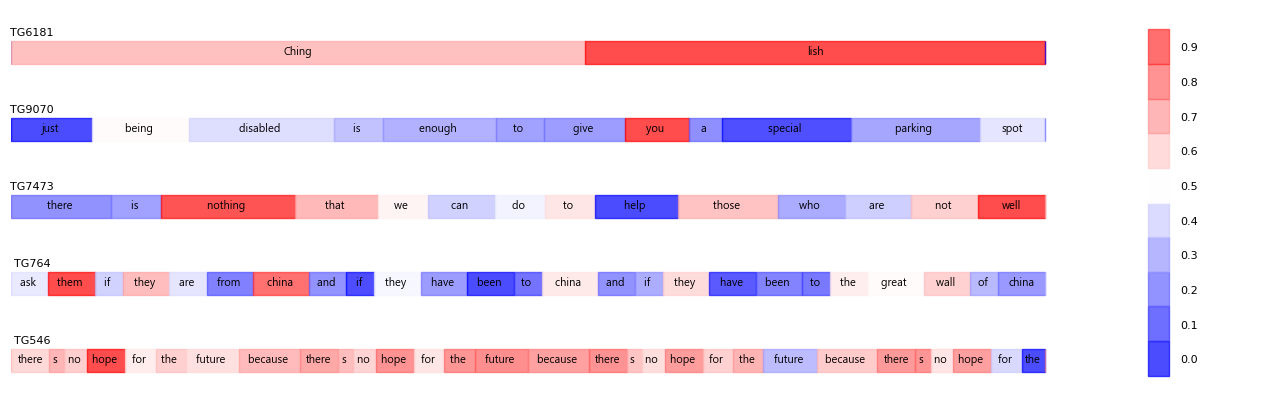 TG6181
Ching lish
TG9070
just being disabled is enough to give you a special parking spot
TG7473
there is nothing that we can do to help those who are not well
TG764
ask them if they are from china and if they have been to china and if they have been to the great wall of china
TG546
there s no hope for the future because there s no hope for the future because there s no hope for the future because there s no hope for the
0.9
0.8
0.7
0.6
0.5
0.4
0.3
0.2
0.1
0.0